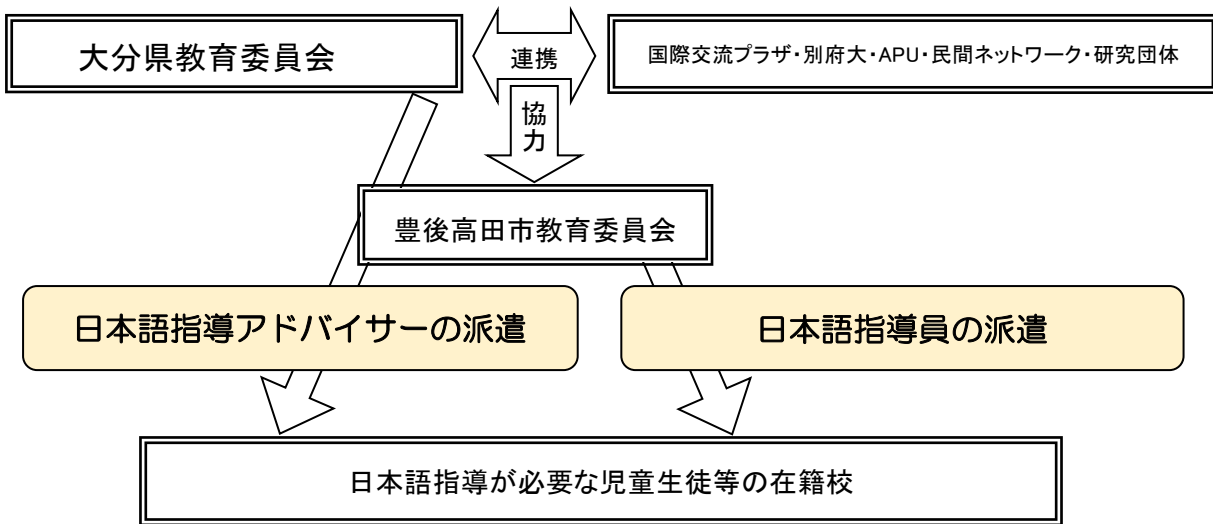 大分県教育委員会
連携
国際交流プラザ・別府大・APU・民間ネットワーク・研究団体
協力
豊後高田市教育委員会
日本語指導アドバイサーの派遣
日本語指導員の派遣
日本語指導が必要な児童生徒等の在籍校